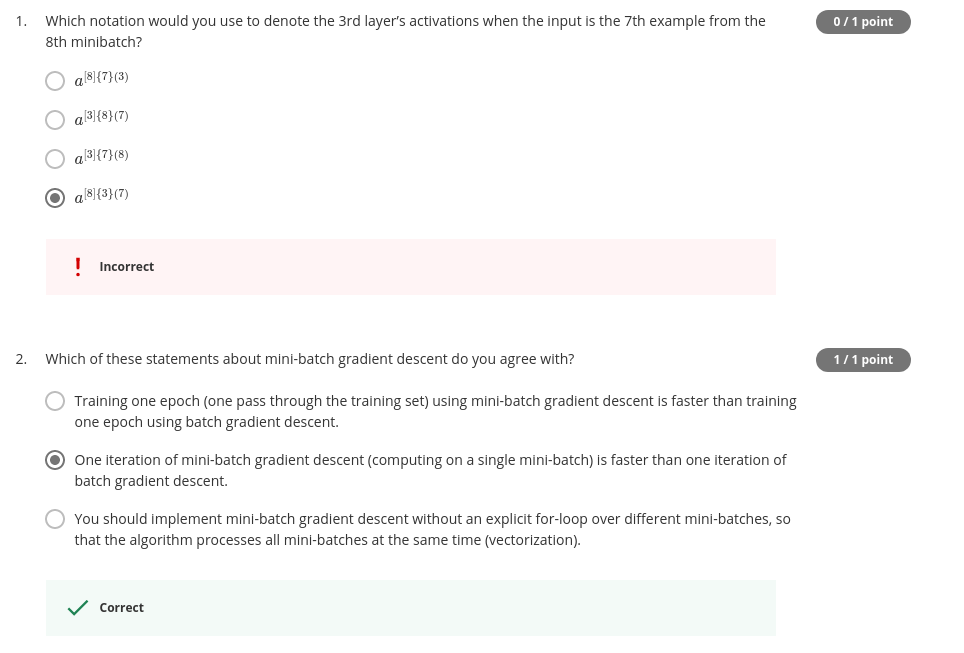 1. Which notation would you use to denote the 3rd layer’s activations when the input is the 7th example from the 0 / 1 point
8th minibatch?
a[8]{7}(3)
a[3]{8}(7)
a[3]{7}(8)
a[8]{3}(7)
! Incorrect
2. Which of these statements about mini-batch gradient descent do you agree with? 1 / 1 point
Training one epoch (one pass through the training set) using mini-batch gradient descent is faster than training
one epoch using batch gradient descent.
One iteration of mini-batch gradient descent (computing on a single mini-batch) is faster than one iteration of
batch gradient descent.
You should implement mini-batch gradient descent without an explicit for-loop over different mini-batches, so
that the algorithm processes all mini-batches at the same time (vectorization).
Correct